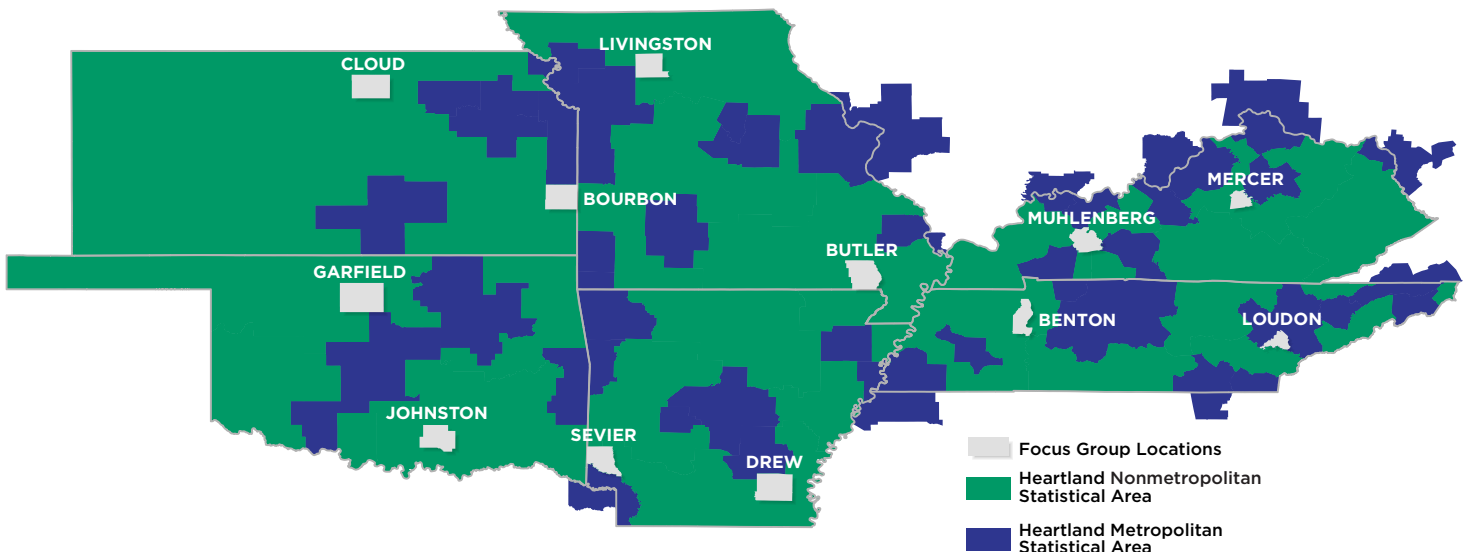 LIVINGSTON
CLOUD
MERCER
BOURBON
MUHLENBERG
BUTLER
GARFIELD
BENTON
LOUDON
JOHNSTON
SEVIER
DREW
Focus Group Locations
Heartland Nonmetropolitan
Statistical Area
Heartland Metropolitan
Statistical Area